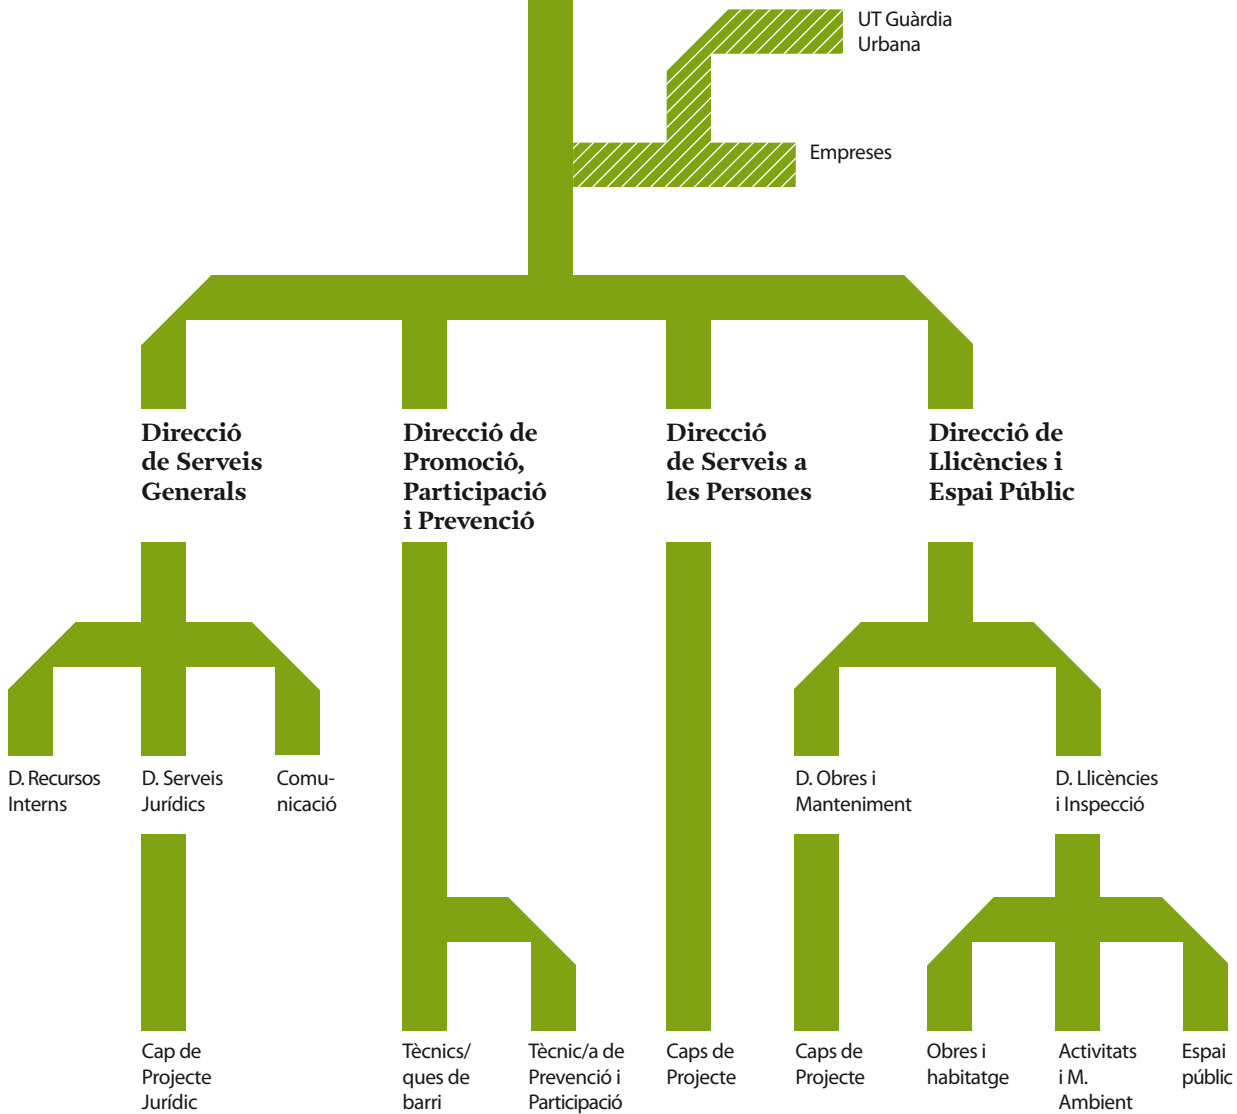 UT Guàrdia
Urbana
Empreses
Direcció
de Serveis
Generals
Direcció de
Promoció,
Participació
i Prevenció
Direcció
de Serveis a
les Persones
Direcció de
Llicències i
Espai Públic
D. Recursos
Interns
D. Serveis
Jurídics
Comu-
nicació
D. Obres i
Manteniment
D. Llicències
i Inspecció
Cap de
Projecte
Jurídic
Tècnics/
ques de
barri
Tècnic/a de
Prevenció i
Participació
Caps de
Projecte
Caps de
Projecte
Obres i
habitatge
Activitats
i M.
Ambient
Espai
públic